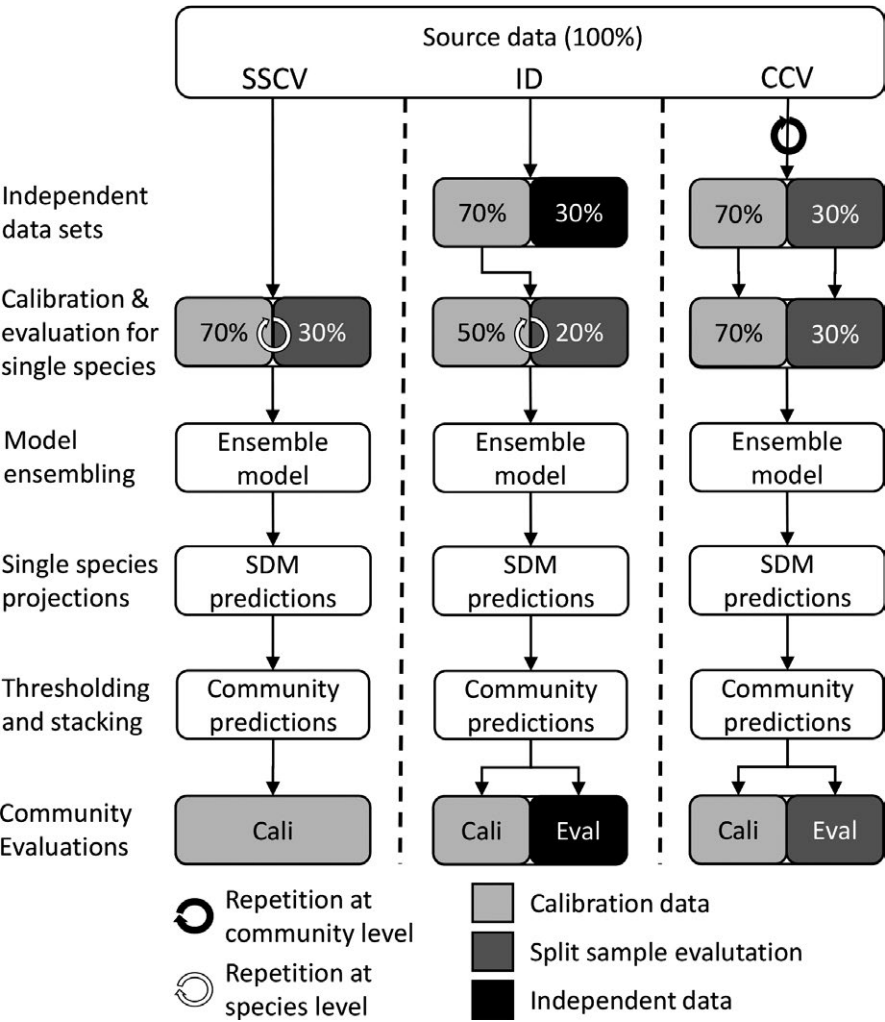 Source data (100%)
SSCV
ID
CCV
Independent
data sets
70%
30%
70%
30%
Calibration &
evaluation for
single species
70%
30%
50%
20%
70%
30%
Model
ensembling
Ensemble
model
Ensemble
model
Ensemble
model
Single species
projections
SDM
predictions
SDM
predictions
SDM
predictions
Thresholding
and stacking
Community
predictions
Community
predictions
Community
predictions
Community
Evaluations
Cali
Cali
Eval
Cali
Eval
Repetition at
community level
Repetition at
species level
Calibration data
Split sample evalutation
Independent data